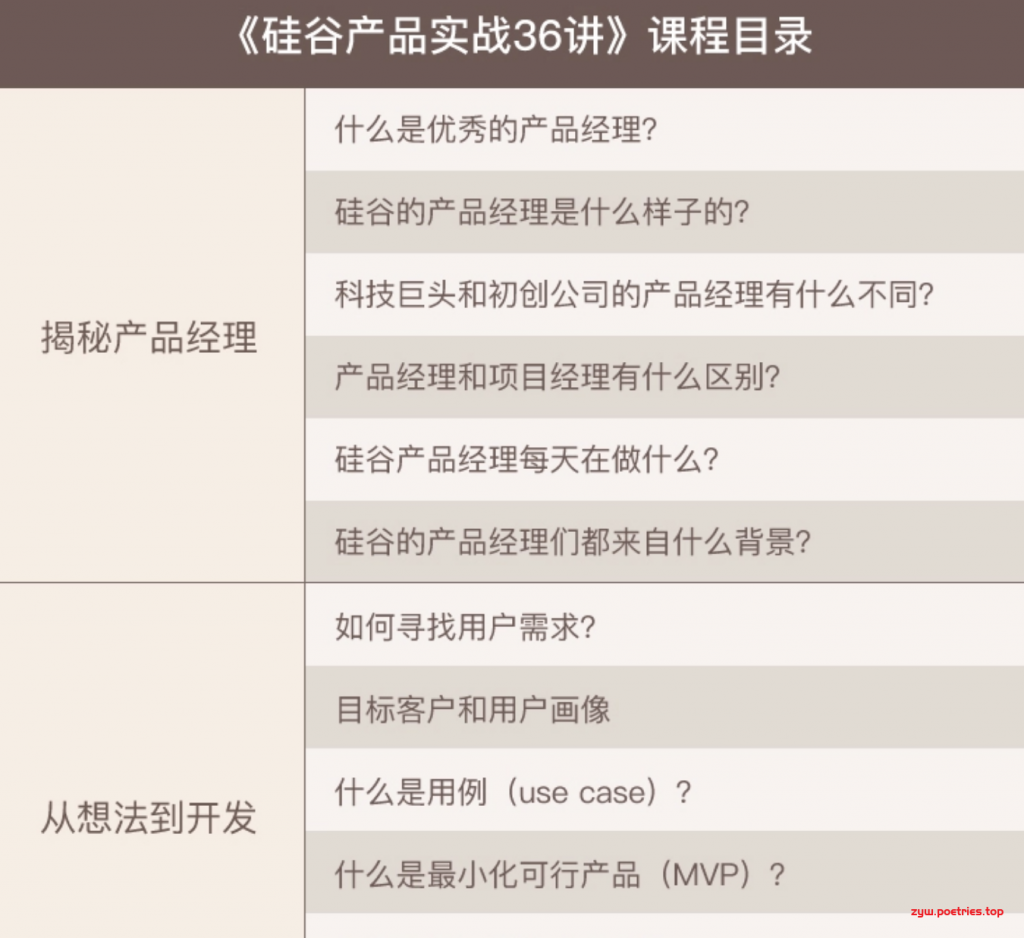 《硅谷产品实战36讲》课程目录
揭秘产品经理
什么是优秀的产品经理?
硅谷的产品经理是什么样子的?
科技巨头和初创公司的产品经理有什么不同?
产品经理和项目经理有什么区别?
硅谷产品经理每天在做什么?
硅谷的产品经理们都来自什么背景?
从想法到开发
如何寻找用户需求?
目标客户和用户画像
什么是用例（use case）?
什么是最小化可行产品（MVP）?
zyw.poetries.top